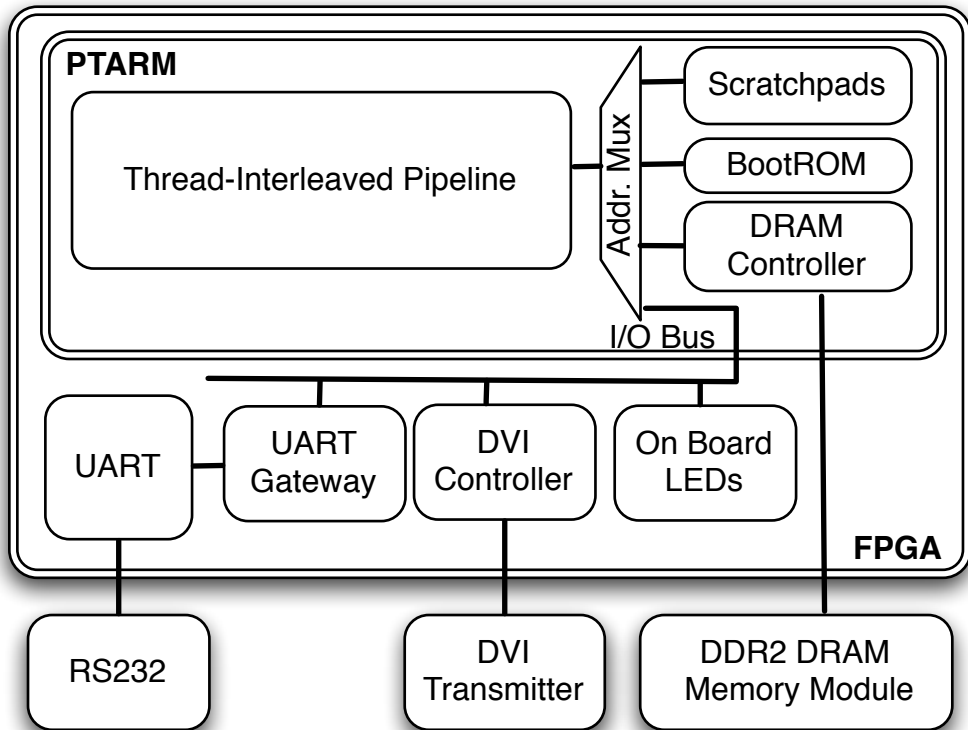 PTARM
Thread-Interleaved Pipeline
Addr. Mux
Scratchpads
BootROM
DRAM
Controller
I/O Bus
UART
UART
Gateway
DVI
Controller
On Board
LEDs
FPGA
RS232
DVI
Transmitter
DDR2 DRAM
Memory Module